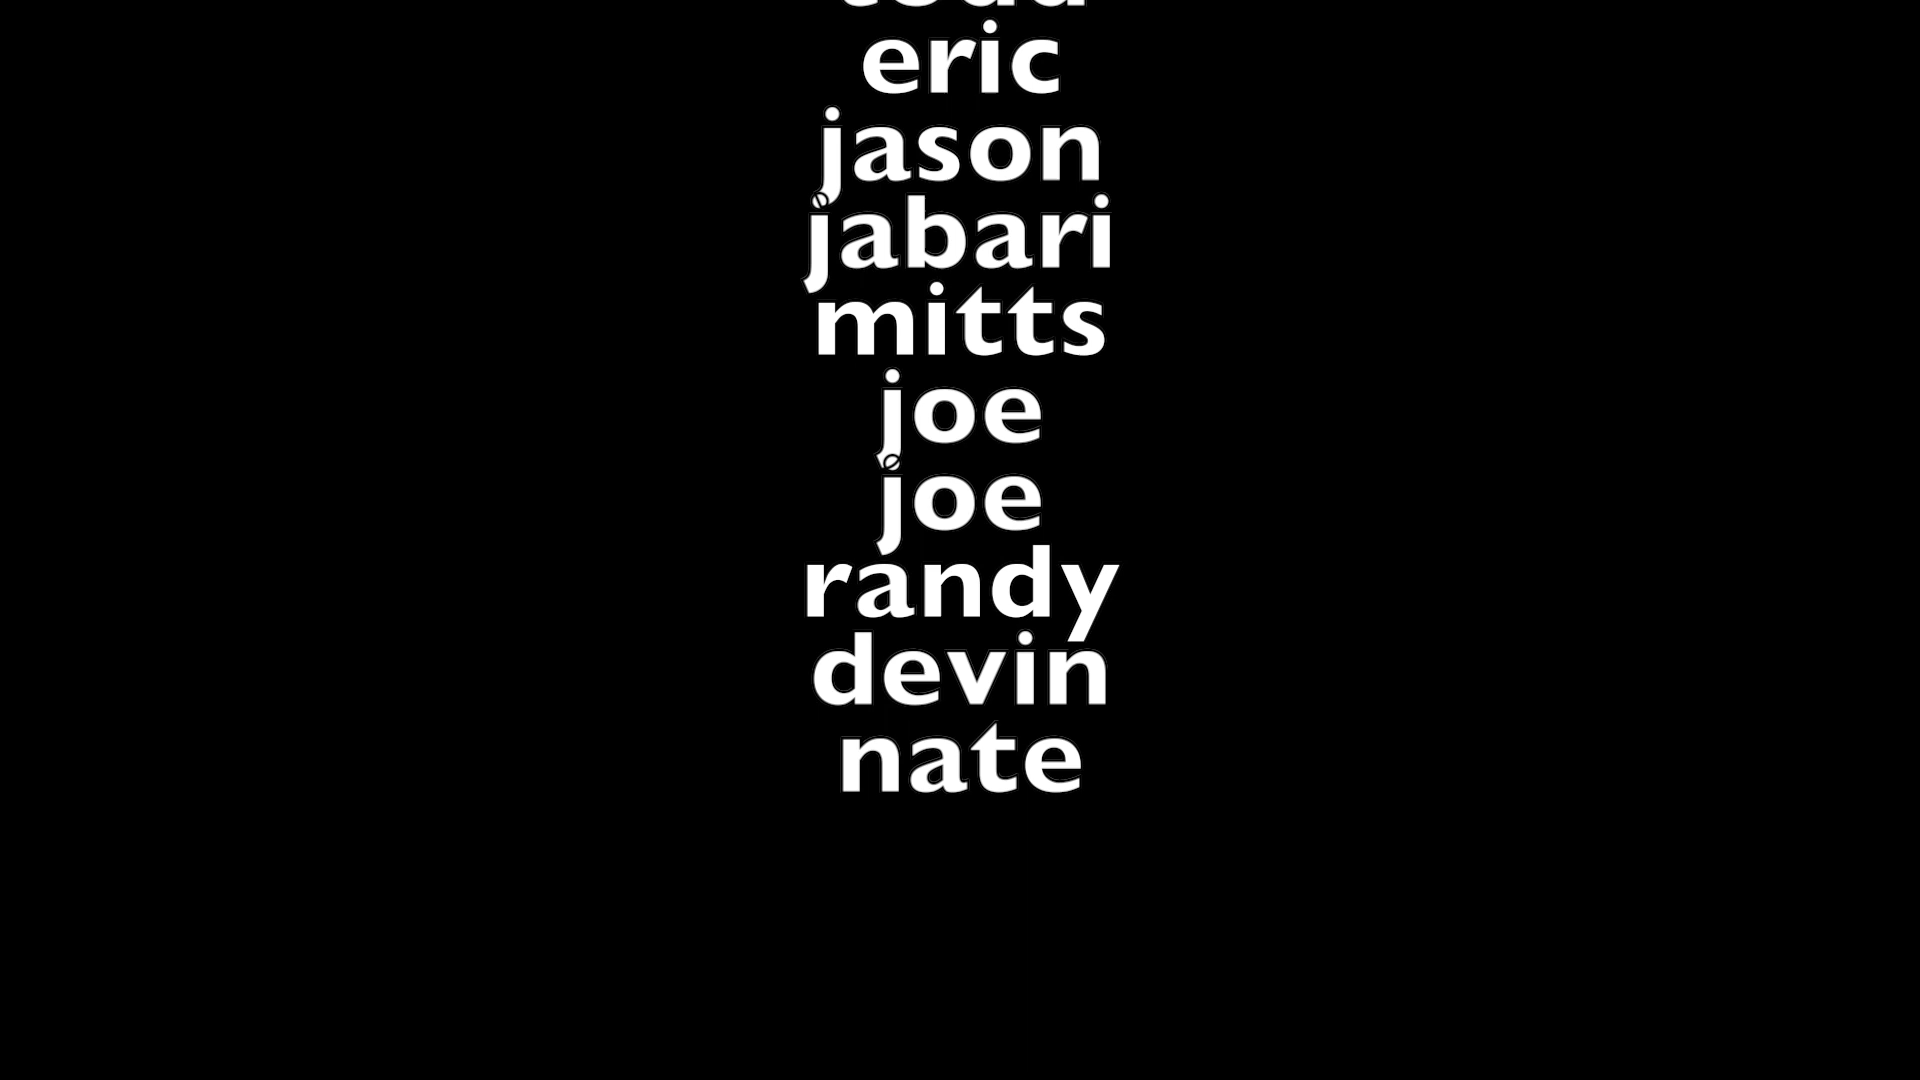 eric
jason
jabari
mitts
joe
joe
randy
devin
nate